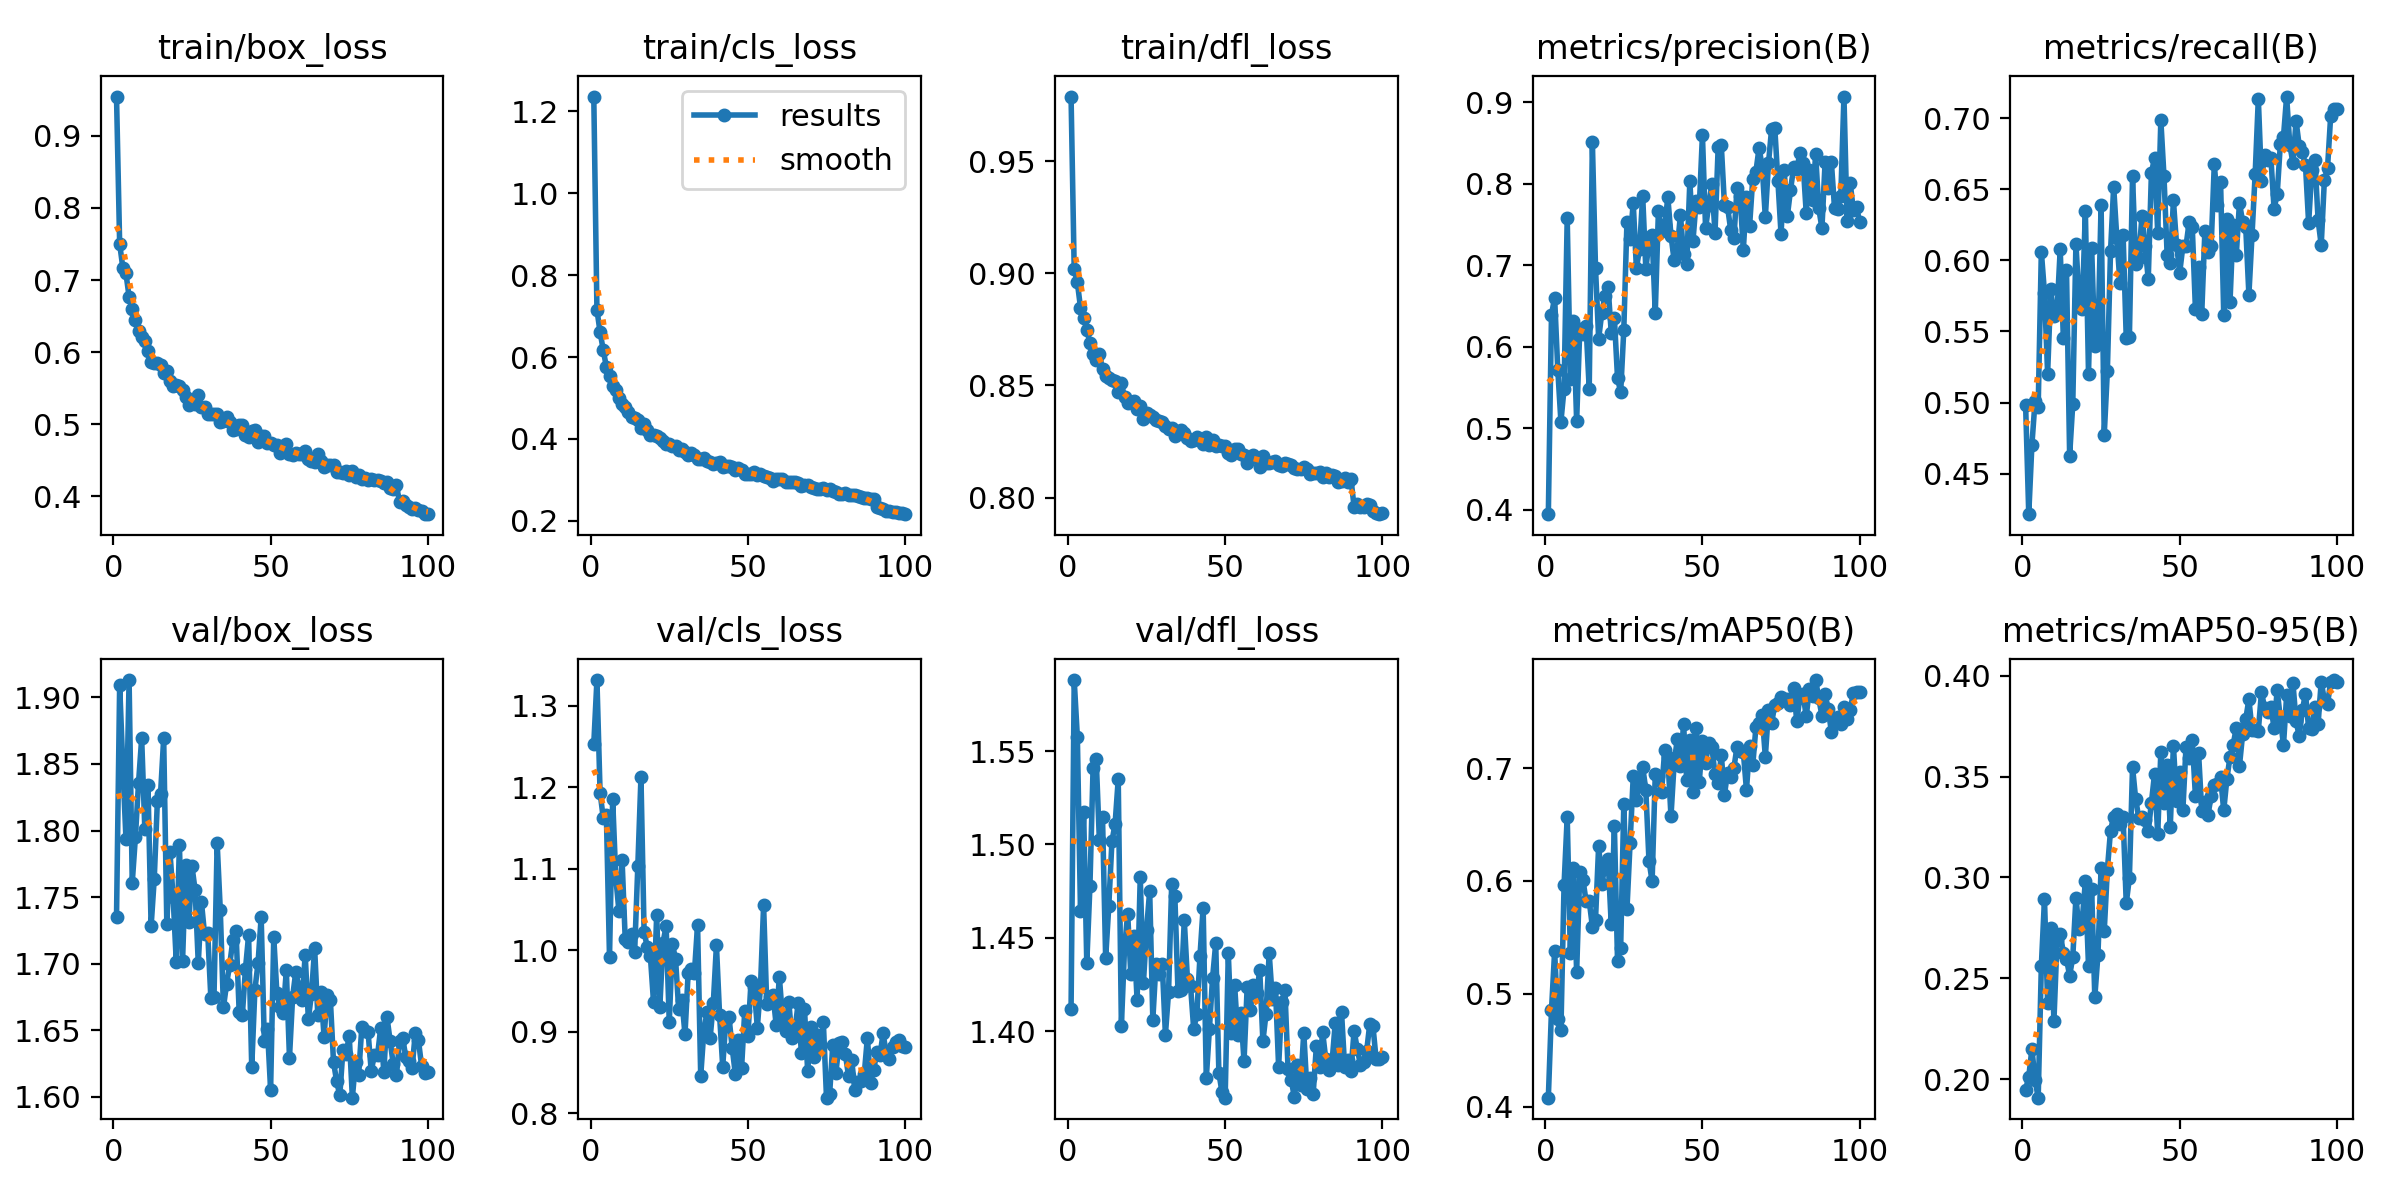 train/box_loss
0.9
0.8
0.7
0.6
0.5
0.4
0 50 100
train/cls_loss
results
smooth
1.2
1.0
0.8
0.6
0.4
0.2
0 50 100
train/dfl_loss
0.95
0.90
0.85
0.80
0 50 100
metrics/precision(B)
0.9
0.8
0.7
0.6
0.5
0.4
0 50 100
metrics/recall(B)
0.70
0.65
0.60
0.55
0.50
0.45
0 50 100
val/box_loss
1.90
1.85
1.80
1.75
1.70
1.65
1.60
0 50 100
val/cls_loss
1.3
1.2
1.1
1.0
0.9
0.8
0 50 100
val/dfl_loss
1.55
1.50
1.45
1.40
0 50 100
metrics/mAP50(B)
0.7
0.6
0.5
0.4
0 50 100
metrics/mAP50-95(B)
0.40
0.35
0.30
0.25
0.20
0 50 100